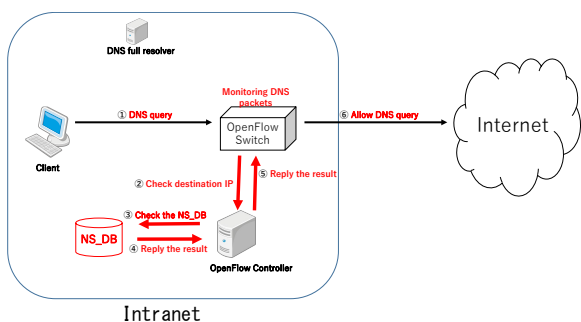 DNS full resolver
Monitoring DNS
packets
① DNS query
⑥ Allow DNS query
OpenFlow
Switch
Internet
Client
② Check destination IP
⑤ Reply the result
③ Check the NS_DB
NS_DB
④ Reply the result
OpenFlow Controller
Intranet